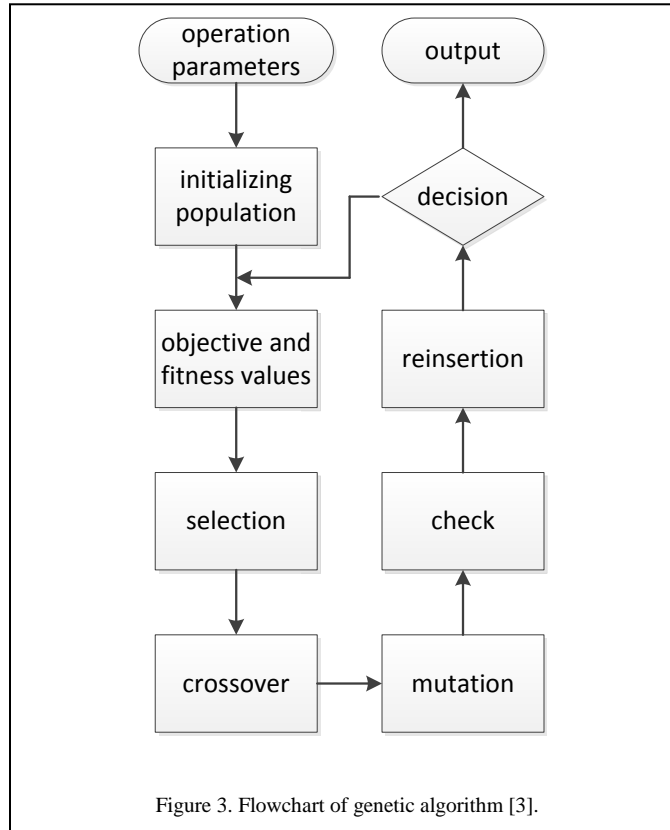 operation
parameters
initializing
population
objective and
fitness values
selection
crossover
mutation
check
reinsertion
decision
output
Figure 3. Flowchart of genetic algorithm [3].